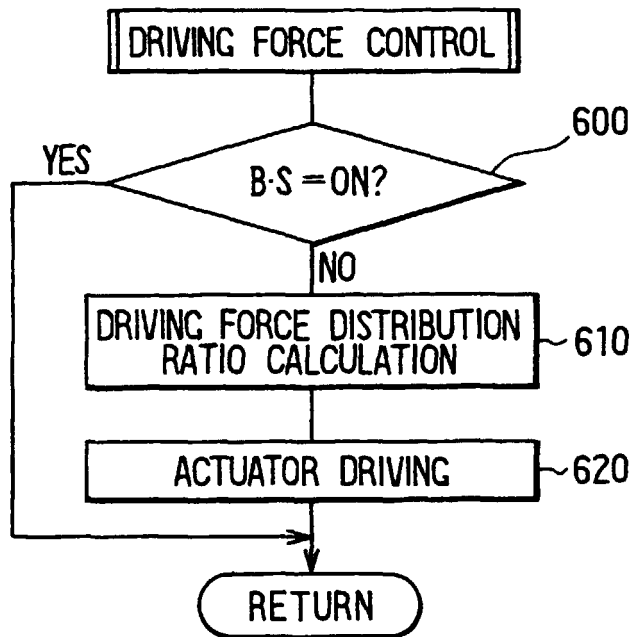 DRIVING FORCE CONTROL
600
YES
B·S = ON?
NO
DRIVING FORCE DISTRIBUTION
RATIO CALCULATION
610
ACTUATOR DRIVING
620
RETURN